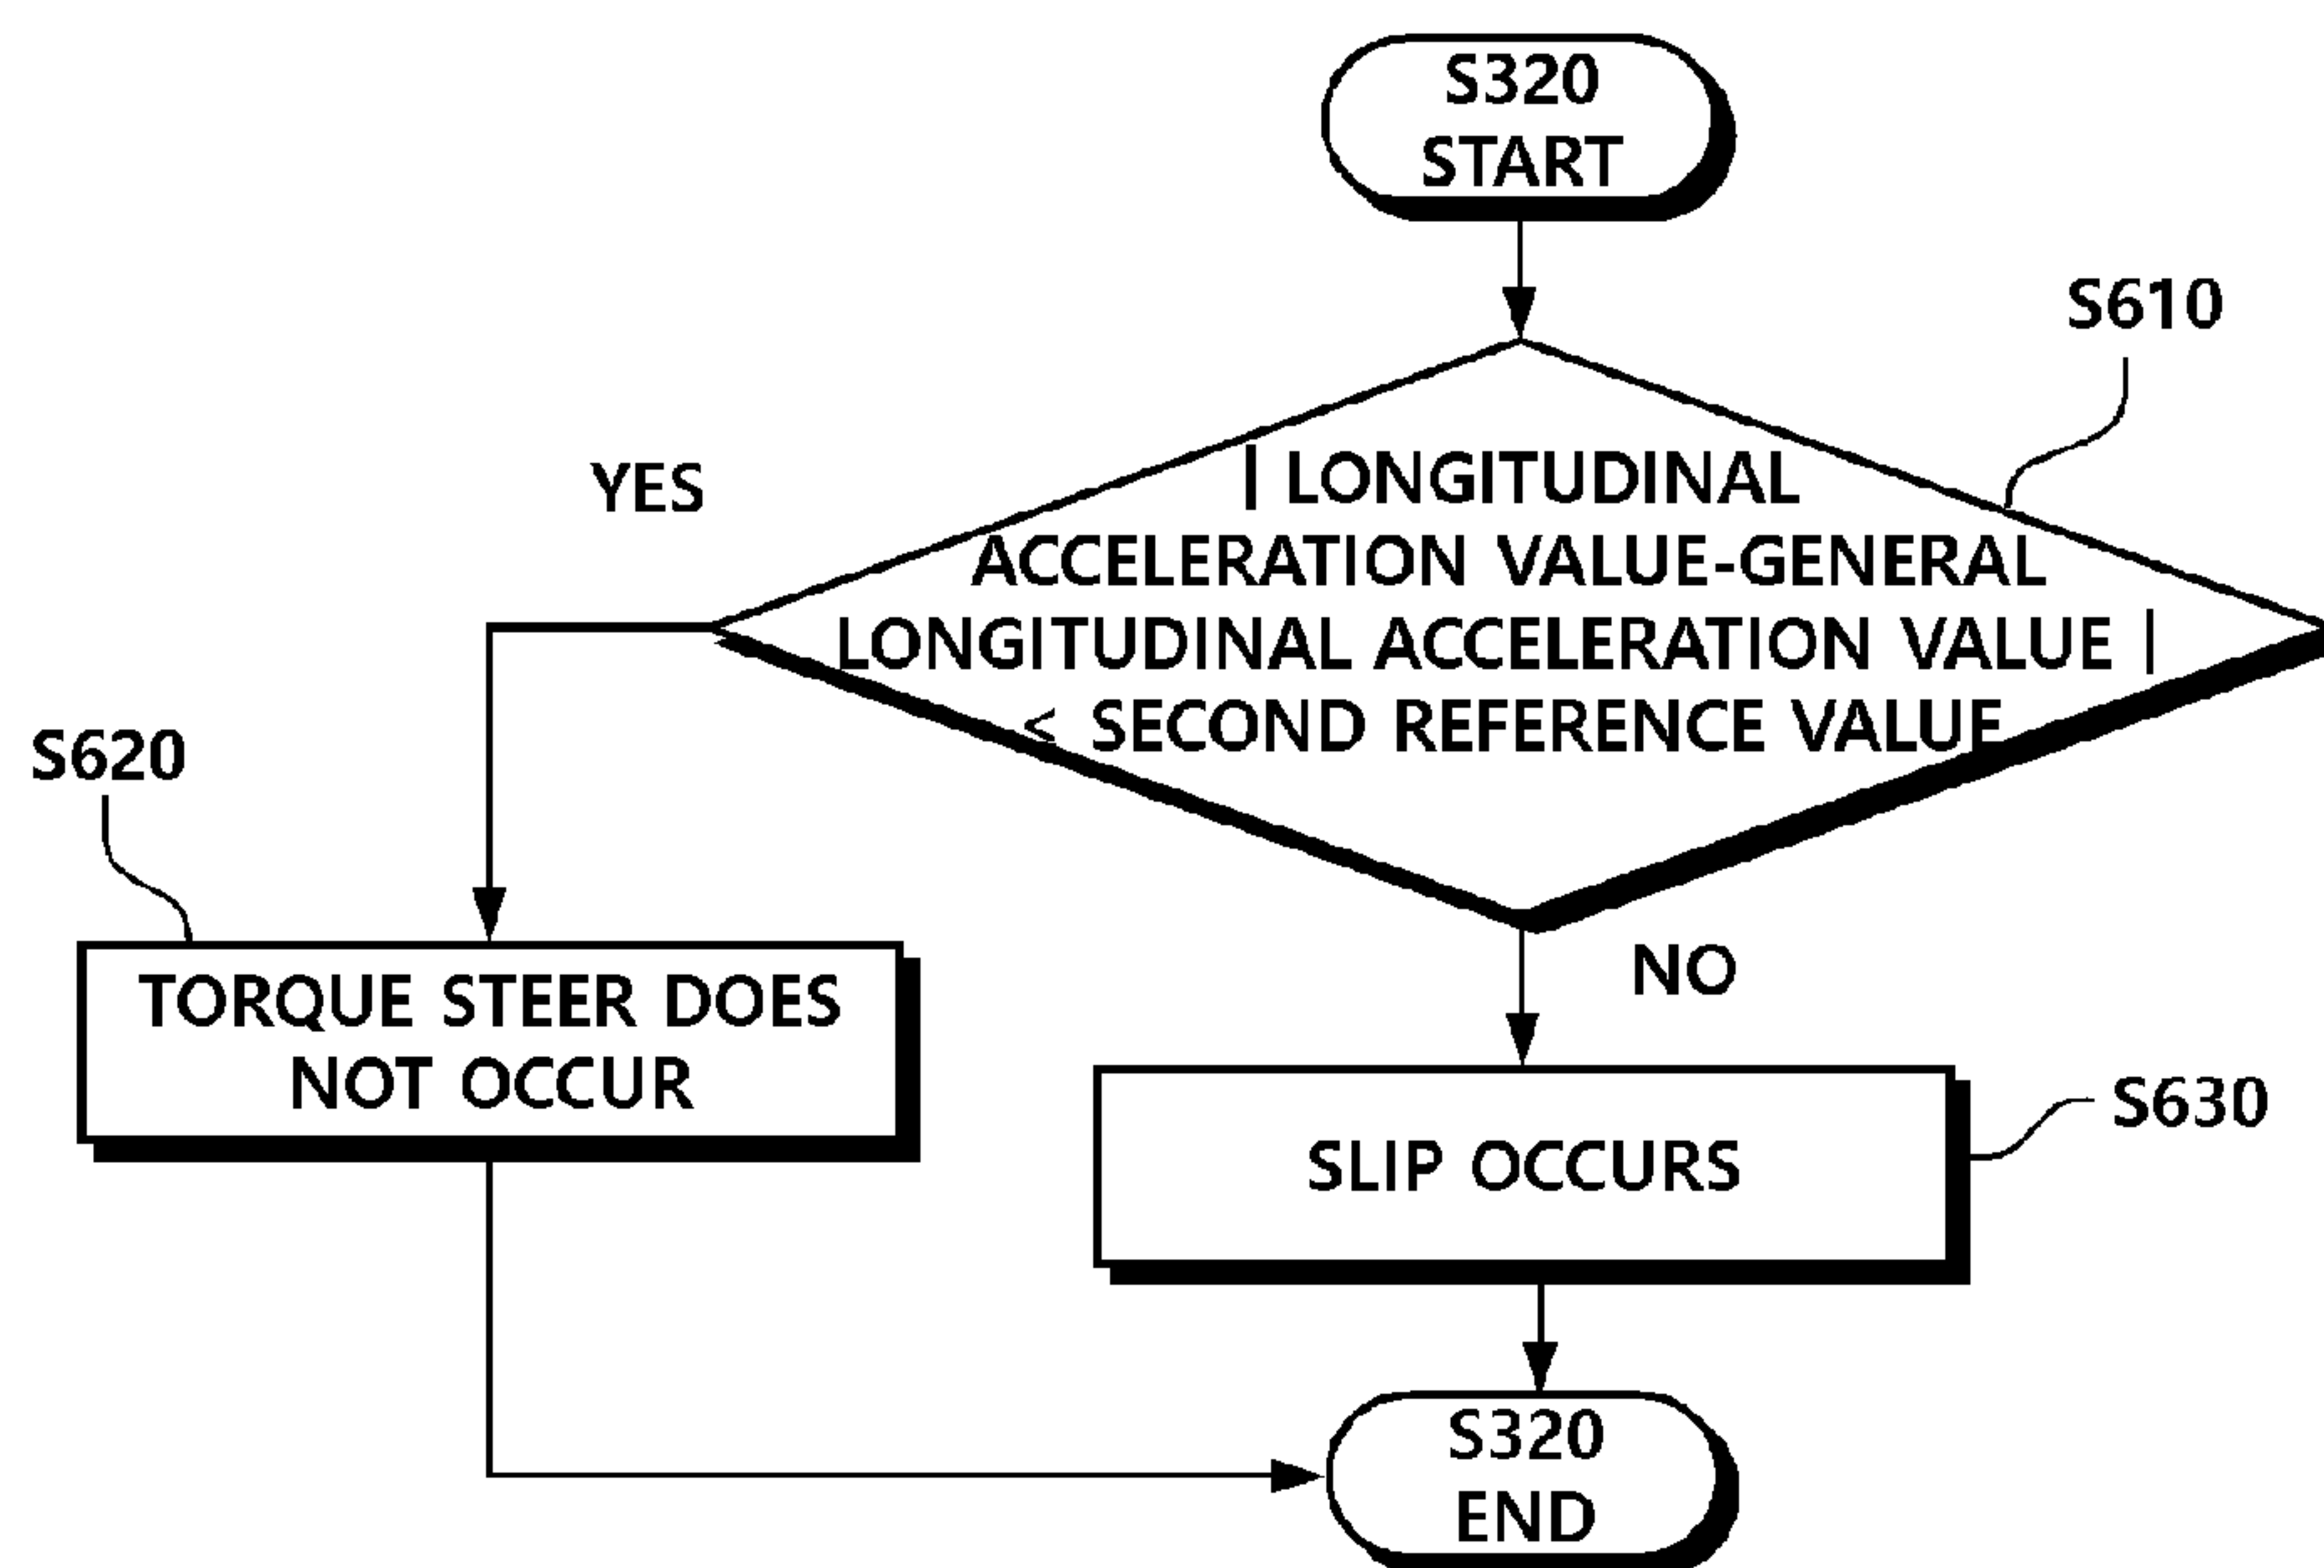 S320
START
S610
| LONGITUDINAL
ACCELERATION VALUE-GENERAL
LONGITUDINAL ACCELERATION VALUE |
< SECOND REFERENCE VALUE
YES
S620
TORQUE STEER DOES
NOT OCCUR
NO
SLIP OCCURS
S630
S320
END